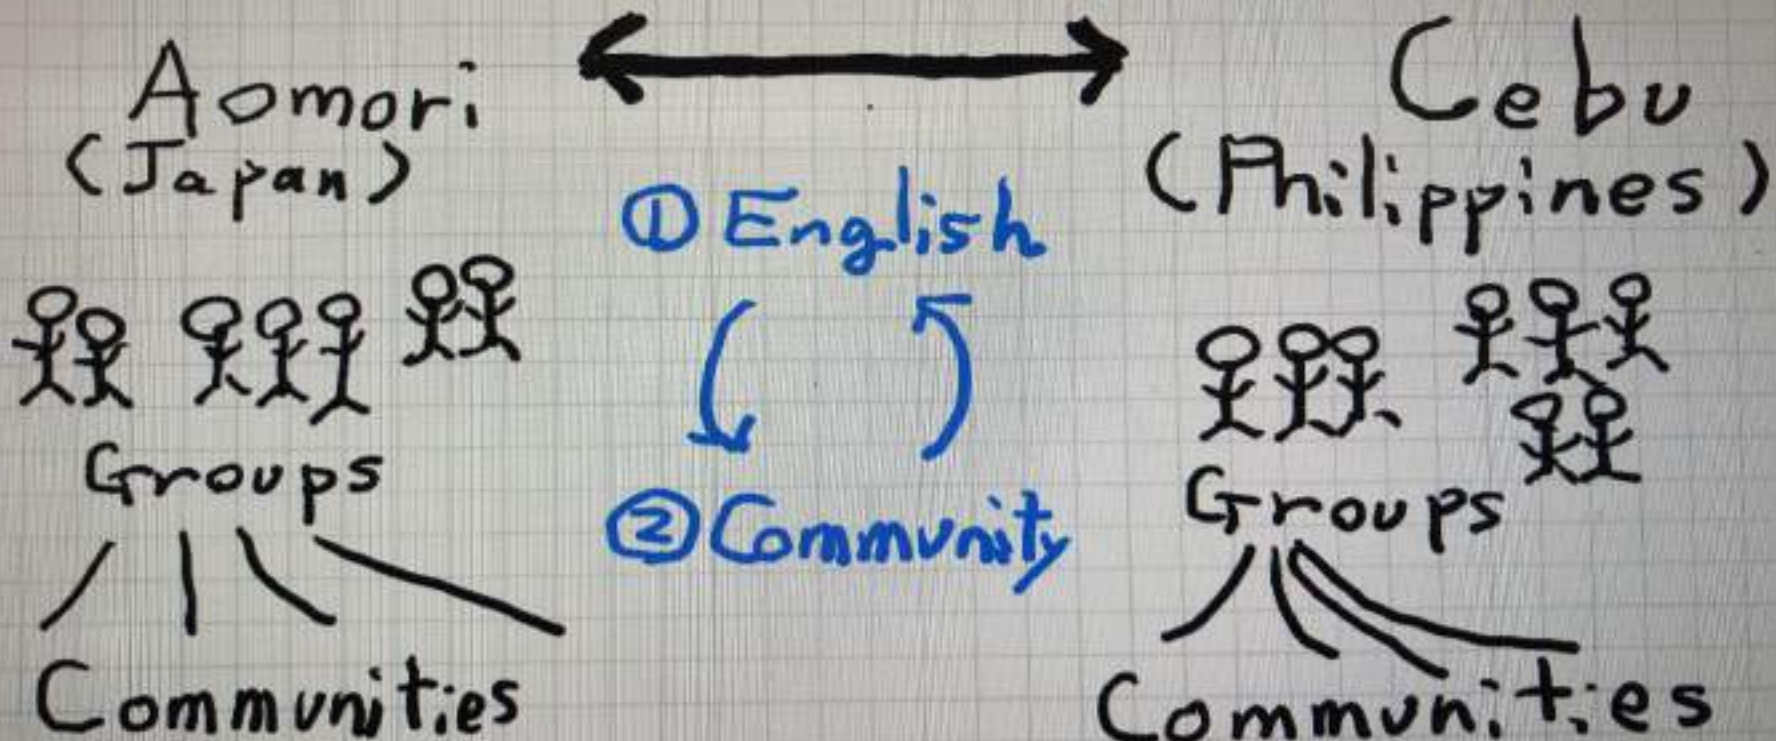 Aomori
(Japan)
Groups
Communities
① English
② Community
Cebu
(Philippines)
Groups
Communities